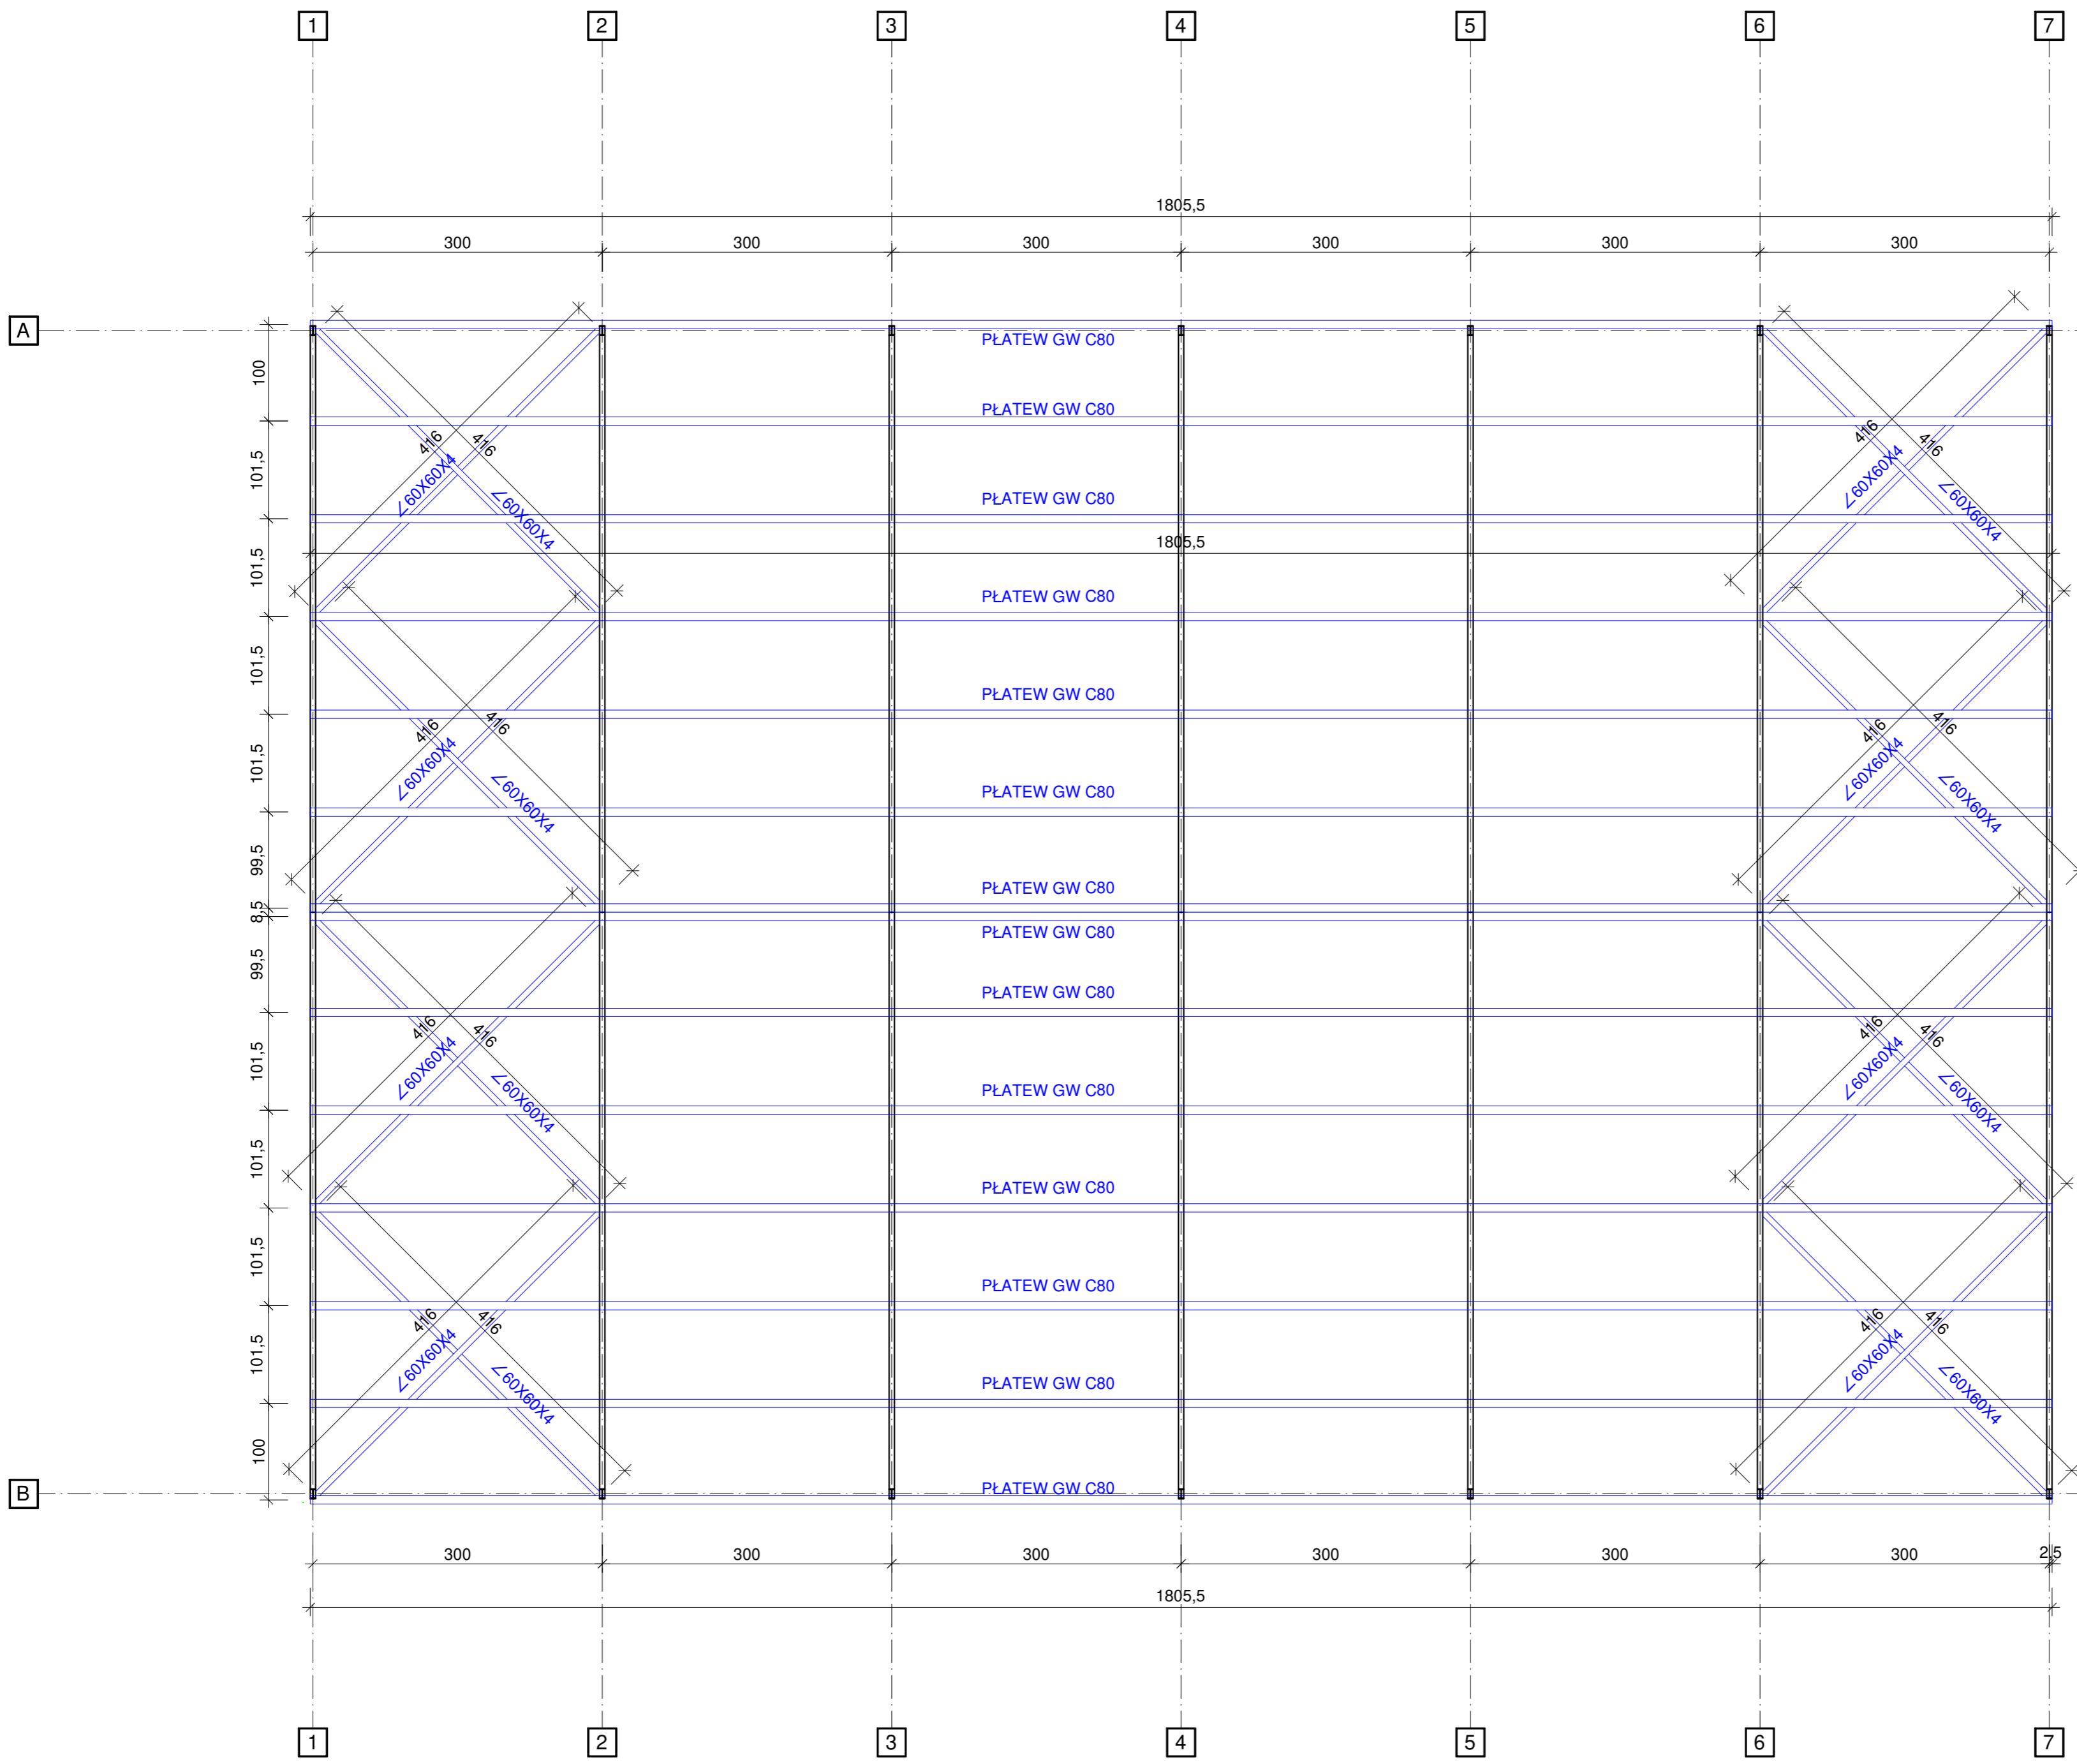 1 2 3 4 5 6 7
1805,5
300 300 300 300 300 300
A
PŁATEW GW C80
100
PŁATEW GW C80
416 416 416 416
101,5
∠60X60X4 ∠60X60X4 ∠60X60X4 ∠60X60X4
PŁATEW GW C80
1805,5
101,5
PŁATEW GW C80
101,5
PŁATEW GW C80
416 416 416 416
101,5
∠60X60X4 ∠60X60X4 ∠60X60X4 ∠60X60X4
PŁATEW GW C80
99,5
PŁATEW GW C80
8,5
PŁATEW GW C80
99,5
PŁATEW GW C80
416 416 416 416
101,5
∠60X60X4 ∠60X60X4 ∠60X60X4 ∠60X60X4
PŁATEW GW C80
101,5
PŁATEW GW C80
101,5
PŁATEW GW C80
416 416 416 416
101,5
∠60X60X4 ∠60X60X4 ∠60X60X4 ∠60X60X4
PŁATEW GW C80
100
PŁATEW GW C80
B
300 300 300 300 300 300 2,5
1805,5
1 2 3 4 5 6 7